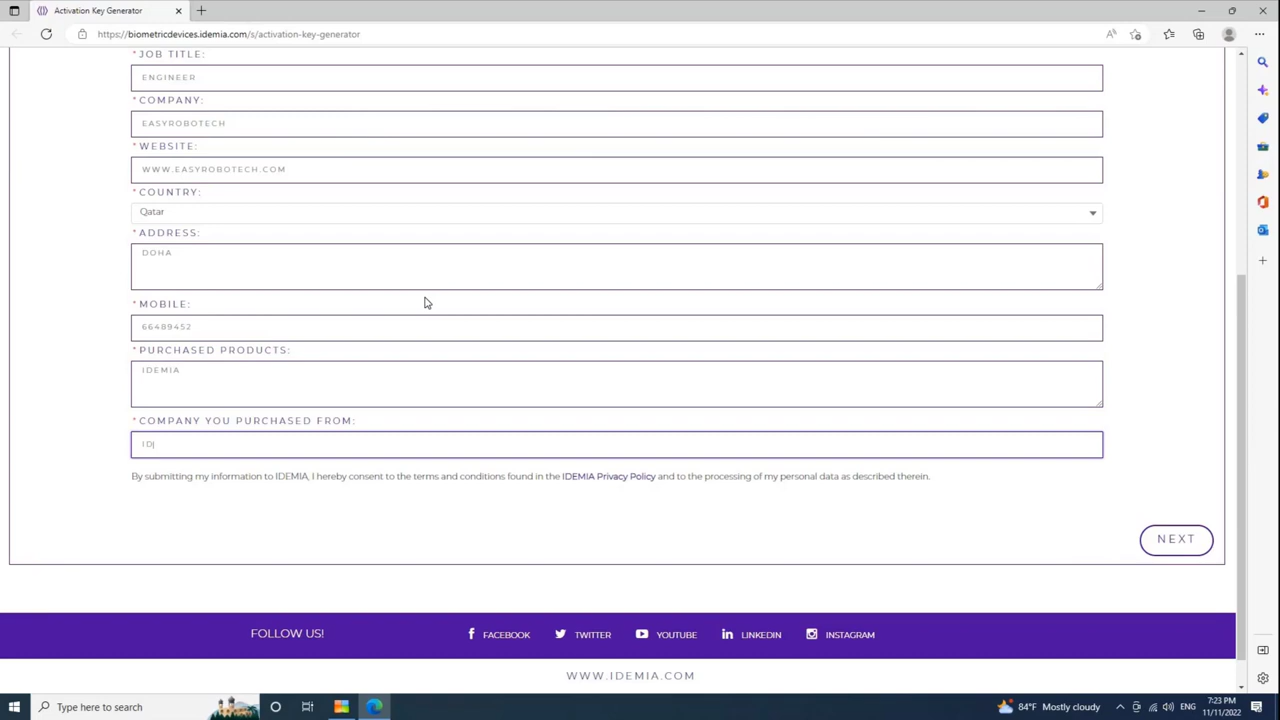 Activation Key Generator
https://biometricdevices.idemia.com/s/activation-key-generator
*JOB TITLE:
ENGINEER
*COMPANY:
EASYROBOTECH
*WEBSITE:
WWW.EASYROBOTECH.COM
*COUNTRY:
Qatar
*ADDRESS:
DOHA
*MOBILE:
66489452
*PURCHASED PRODUCTS:
IDEMIA
*COMPANY YOU PURCHASED FROM:
IDj
By submitting my information to IDEMIA, I hereby consent to the terms and conditions found in the IDEMIA Privacy Policy and to the processing of my personal data as described therein.
NEXT
FOLLOW US!
FACEBOOK
TWITTER
YOUTUBE
LINKEDIN
INSTAGRAM
WWW.IDEMIA.COM
Type here to search
84°F Mostly cloudy
ENG
7:23 PM
11/11/2022